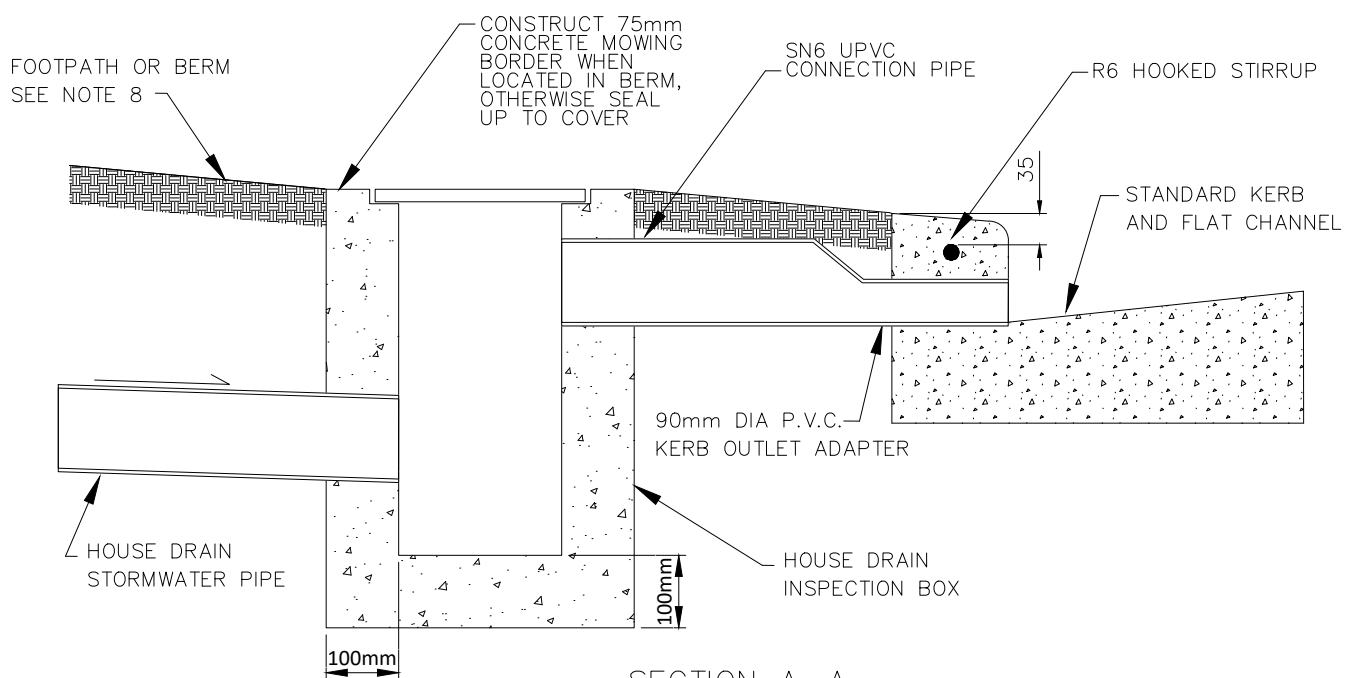 CONSTRUCT 75mm
CONCRETE MOWING
BORDER WHEN
LOCATED IN BERM,
OTHERWISE SEAL
UP TO COVER
FOOTPATH OR BERM
SEE NOTE 8
SN6 UPVC
CONNECTION PIPE
R6 HOOKED STIRRUP
35
STANDARD KERB
AND FLAT CHANNEL
90mm DIA P.V.C.
KERB OUTLET ADAPTER
HOUSE DRAIN
STORMWATER PIPE
HOUSE DRAIN
INSPECTION BOX
100mm
100mm
SECTION A-A